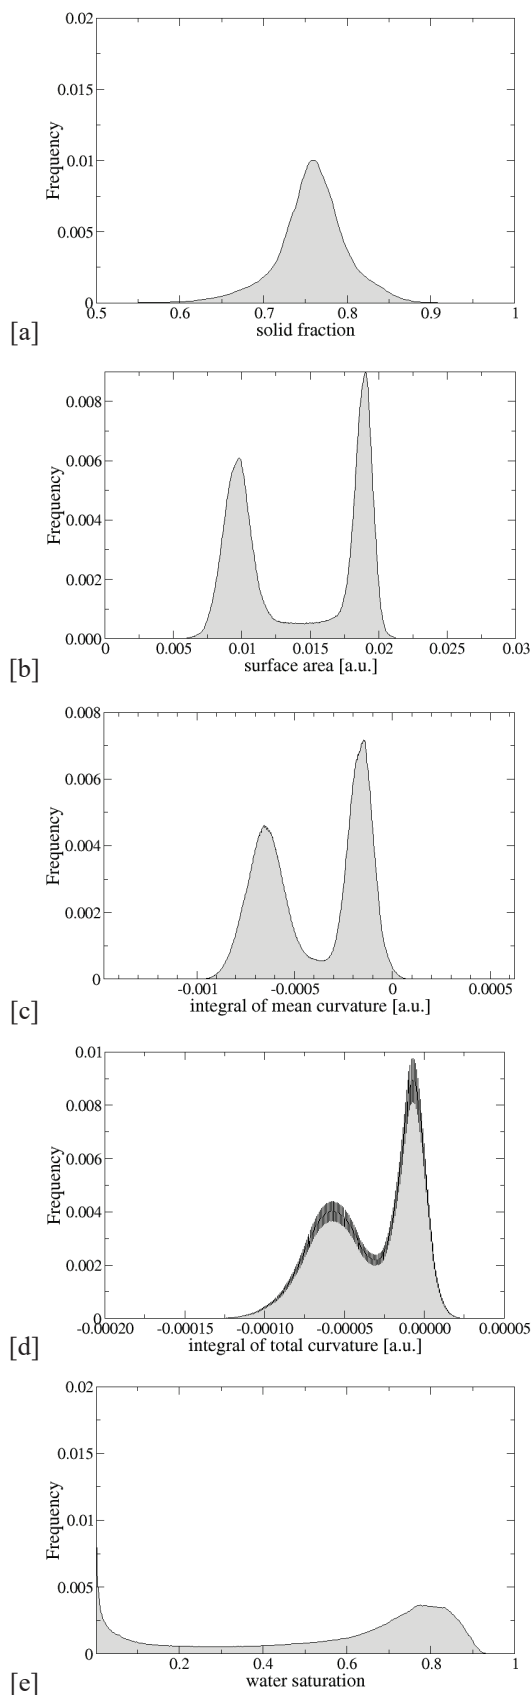 0.02
0.015
0.01
0.005
0
Frequency
0.5 0.6 0.7 0.8 0.9 1
solid fraction
[a]
0.008
0.006
0.004
0.002
0.000
Frequency
0 0.005 0.01 0.015 0.02 0.025 0.03
surface area [a.u.]
[b]
0.008
0.006
0.004
0.002
0
Frequency
-0.001 -0.0005 0 0.0005
integral of mean curvature [a.u.]
[c]
0.01
0.008
0.006
0.004
0.002
0
Frequency
-0.00020 -0.00015 -0.00010 -0.00005 0.00000 0.00005
integral of total curvature [a.u.]
[d]
0.02
0.015
0.01
0.005
0
Frequency
0.2 0.4 0.6 0.8 1
water saturation
[e]